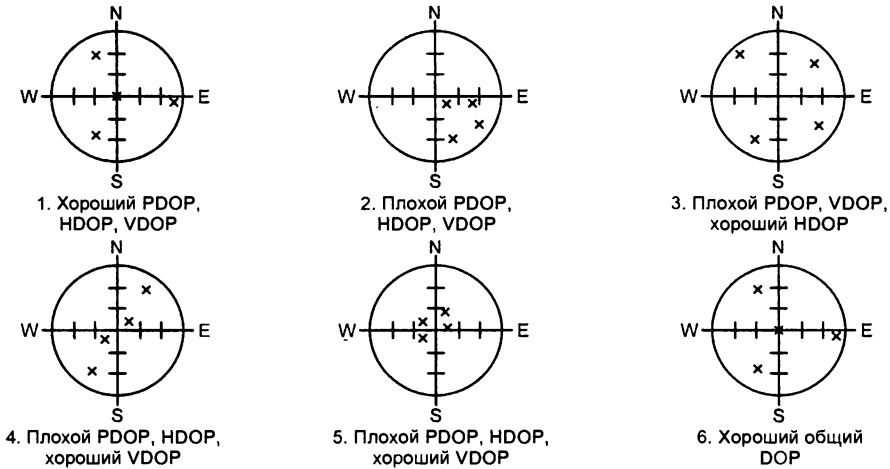 N N N
W E W E W E
S S S
1. Хороший PDOP, 2. Плохой PDOP, 3. Плохой PDOP, VDOP,
HDOP, VDOP HDOP, VDOP хороший HDOP
N N N
W E W E W E
S S S
4. Плохой PDOP, HDOP, 5. Плохой PDOP, HDOP, 6. Хороший общий
хороший VDOP хороший VDOP DOP